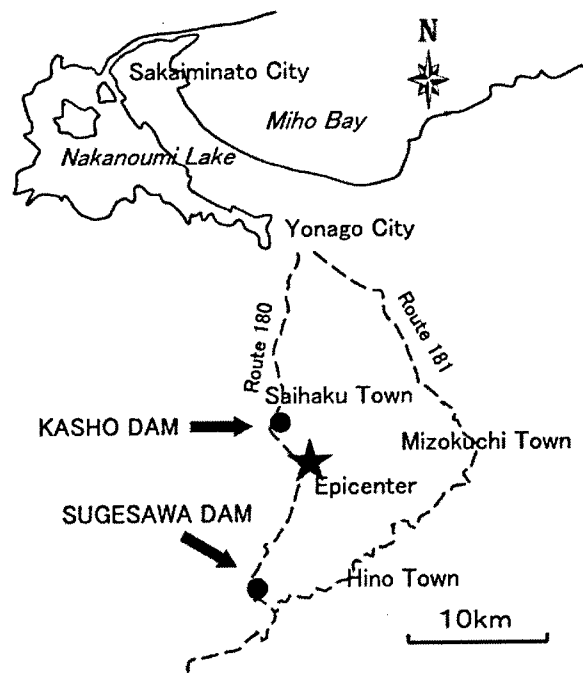 N
Sakaiminato City
Miho Bay
Nakanoumi Lake
Yonago City
Route 180
Route 181
Saihaku Town
KASHO DAM
Mizokuchi Town
Epicenter
SUGESAWA DAM
Hino Town
10km